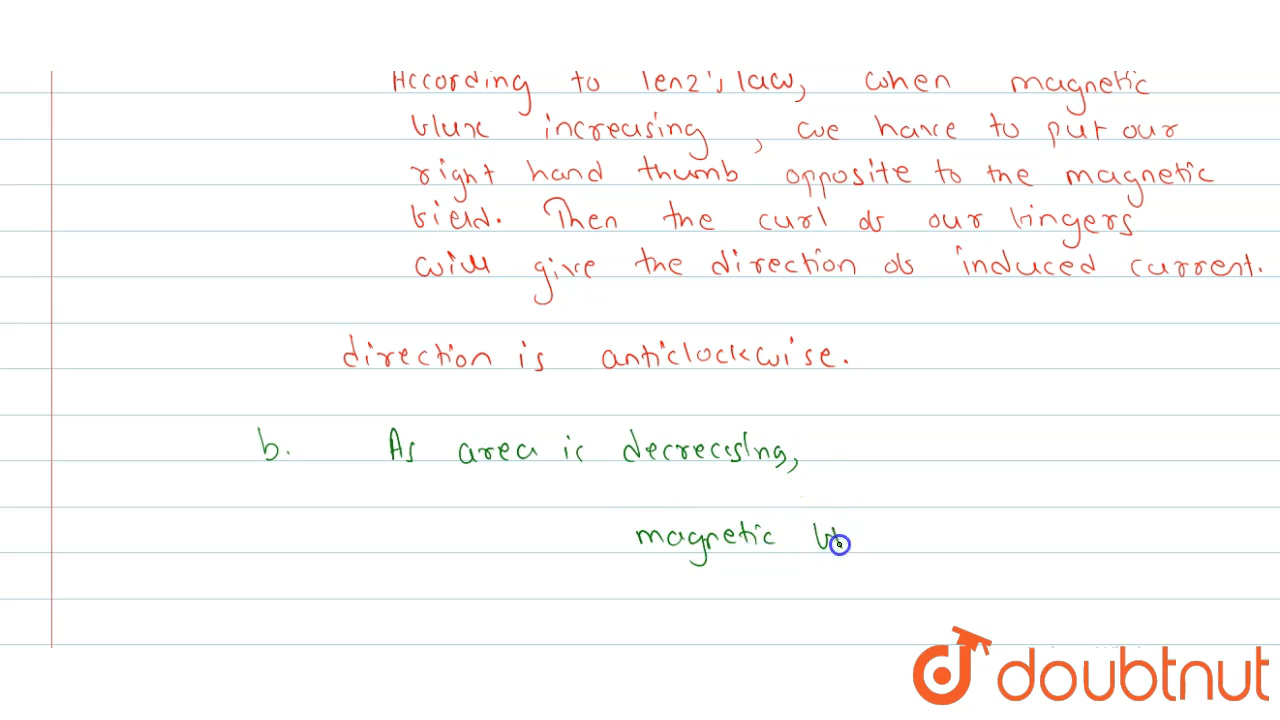 According to lenz's law, when magnetic
flux increasing, we have to put our
right hand thumb opposite to the magnetic
field. Then the curl of our fingers
will give the direction of induced current.
direction is anticlockwise.
b. As area is decreasing,
magnetic
doubtnut